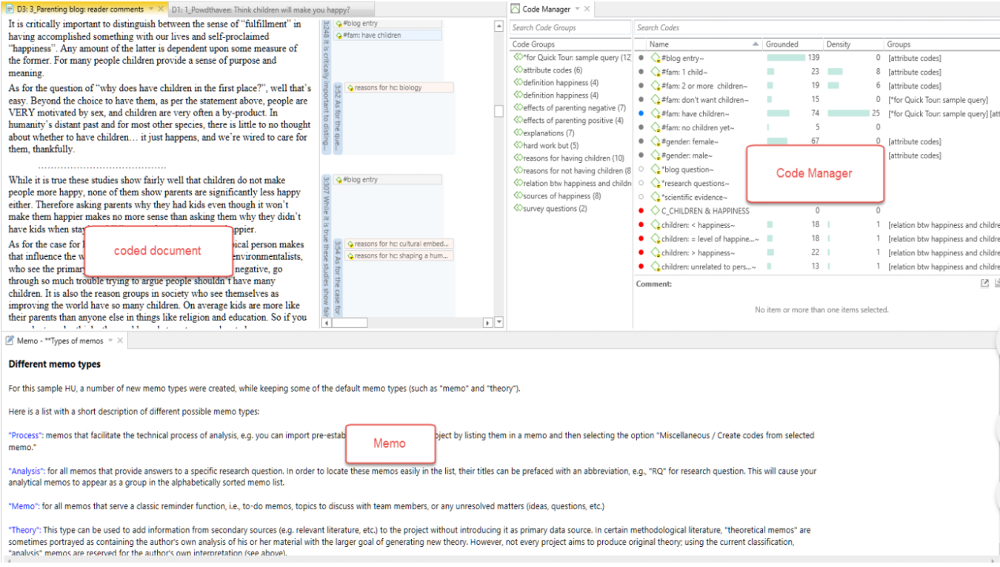 D3: 3_Parenting blog: reader comments
D1: 1_Powdthavee: Think children will make you happy?
It is critically important to distinguish between the sense of "fulfillment" in
having accomplished something with our lives and self-proclaimed
"happiness". Any amount of the latter is dependent upon some measure of
the former. For many people children provide a sense of purpose and
meaning.
As for the question of "why does have children in the first place?", well that's
easy. Beyond the choice to have them, as per the statement above, people are
VERY motivated by sex, and children are very often a by-product. In
humanity's distant past and for most other species, there is little to no thought
about whether to have children… it just happens, and we're wired to care for
them, thankfully.
While it is true these studies show fairly well that children do not make
people more happy, none of them show parents are significantly less happy
either. Therefore asking parents why they had kids even though it won't
make them happier makes no more sense than asking them why they didn't
have kids when
As for the case for pical person makes
that influence the w environmentalists,
who see the primary negative, go
through so much trouble trying to argue people shouldn't have many
children. It is also the reason groups in society who see themselves as
improving the world have so many children. On average kids are more like
their parents than anyone else in things like religion and education. So if you
coded document
3:248 It is critically important to disting...
#blog entry
#fam: have children
3:52 As for the que...
reasons for hc: biology
3:307 While it is true these studies show fai
#blog entry
3:54 As for the case for
reasons for hc: cultural embed...
reasons for hc: shaping a hum...
Code Manager
Search Code Groups
Code Groups
"for Quick Tour: sample query (12
attribute codes (6)
definition happiness (4)
definition happiness (4)
effects of parenting negative (7)
effects of parenting positive (4)
explanations (7)
hard work but (5)
reasons for having children (10)
reasons for not having children (8
relation btw happiness and children
sources of happiness (8)
survey questions (2)
Search Codes
Name Grounded Density Groups
#blog entry~ 139 0 [attribute codes]
#fam: 1 child~ 23 8 [attribute codes]
#fam: 2 or more children~ 19 6 [attribute codes]
#fam: don't want children~ 15 0 ["for Quick Tour: sample query]
#fam: have children~ 74 25 ["for Quick Tour: sample query] [att
#fam: no children yet~ 5 0
#gender: female~ 67 [attribute codes]
#gender: male~ [attribute codes]
*blog question~
*research questions~
*scientific evidence~
C_CHILDREN & HAPPINESS 0 0
children: < happiness~ 18 1 [relation btw happiness and childre
children: = level of happine...~ 18 1 [relation btw happiness and childre
children: > happiness~ 22 1 [relation btw happiness and childre
children: unrelated to pers...~ 13 1 [relation btw happiness and childre
Code Manager
Comment:
No item or more than one items selected.
Memo - **Types of memos
Different memo types
For this sample HU, a number of new memo types were created, while keeping some of the default memo types (such as "memo" and "theory").
Here is a list with a short description of different possible memo types:
"Process": memos that facilitate the technical process of analysis, e.g. you can import pre-estab oject by listing them in a memo and then selecting the option "Miscellaneous / Create codes from selected
memo."
Memo
"Analysis": for all memos that provide answers to a specific research question. In order to locate these memos easily in the list, their titles can be prefaced with an abbreviation, e.g., "RQ" for research question. This will cause your
analytical memos to appear as a group in the alphabetically sorted memo list.
"Memo": for all memos that serve a classic reminder function, i.e., to-do memos, topics to discuss with team members, or any unresolved matters (ideas, questions, etc.)
"Theory": This type can be used to add information from secondary sources (e.g. relevant literature, etc.) to the project without introducing it as primary data source. In certain methodological literature, "theoretical memos" are
sometimes portrayed as containing the author's own analysis of his or her material with the larger goal of generating new theory. However, not every project aims to produce original theory; using the current classification,
"analysis" memos are reserved for the author's own interpretation (see above).